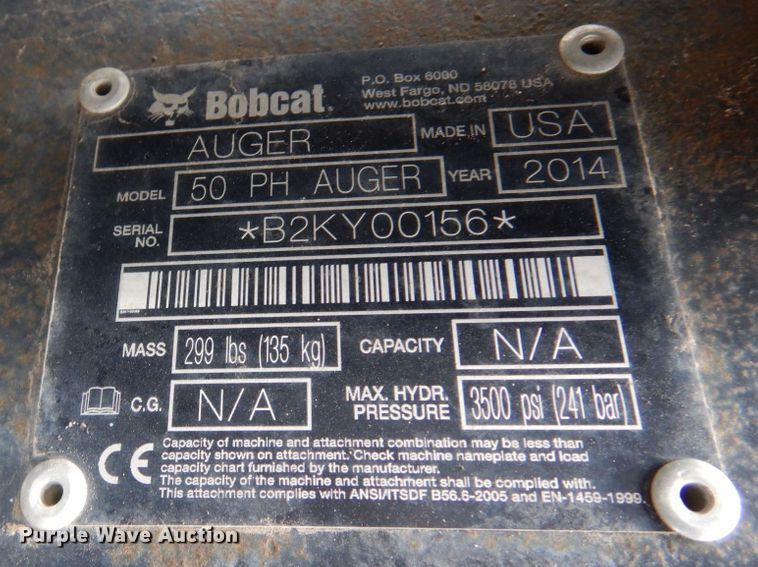 Bobcat.
P.O. Box 6000
West Fargo, ND 58078 USA
www.bobcat.com
AUGER
MADE IN USA
MODEL 50 PH AUGER YEAR 2014
SERIAL NO. *B2KY00156*
MASS 299 lbs (135 kg) CAPACITY N/A
C.G. N/A MAX. HYDR. PRESSURE 3500 psi (241 bar)
CE
Capacity of machine and attachment combination may be less than
capacity shown on attachment. Check machine nameplate and load
capacity chart furnished by the manufacturer.
The capacity of the machine and attachment shall be complied with.
This attachment complies with ANSI/ITSDF B56.6-2005 and EN-1459-1999.
Purple Wave Auction